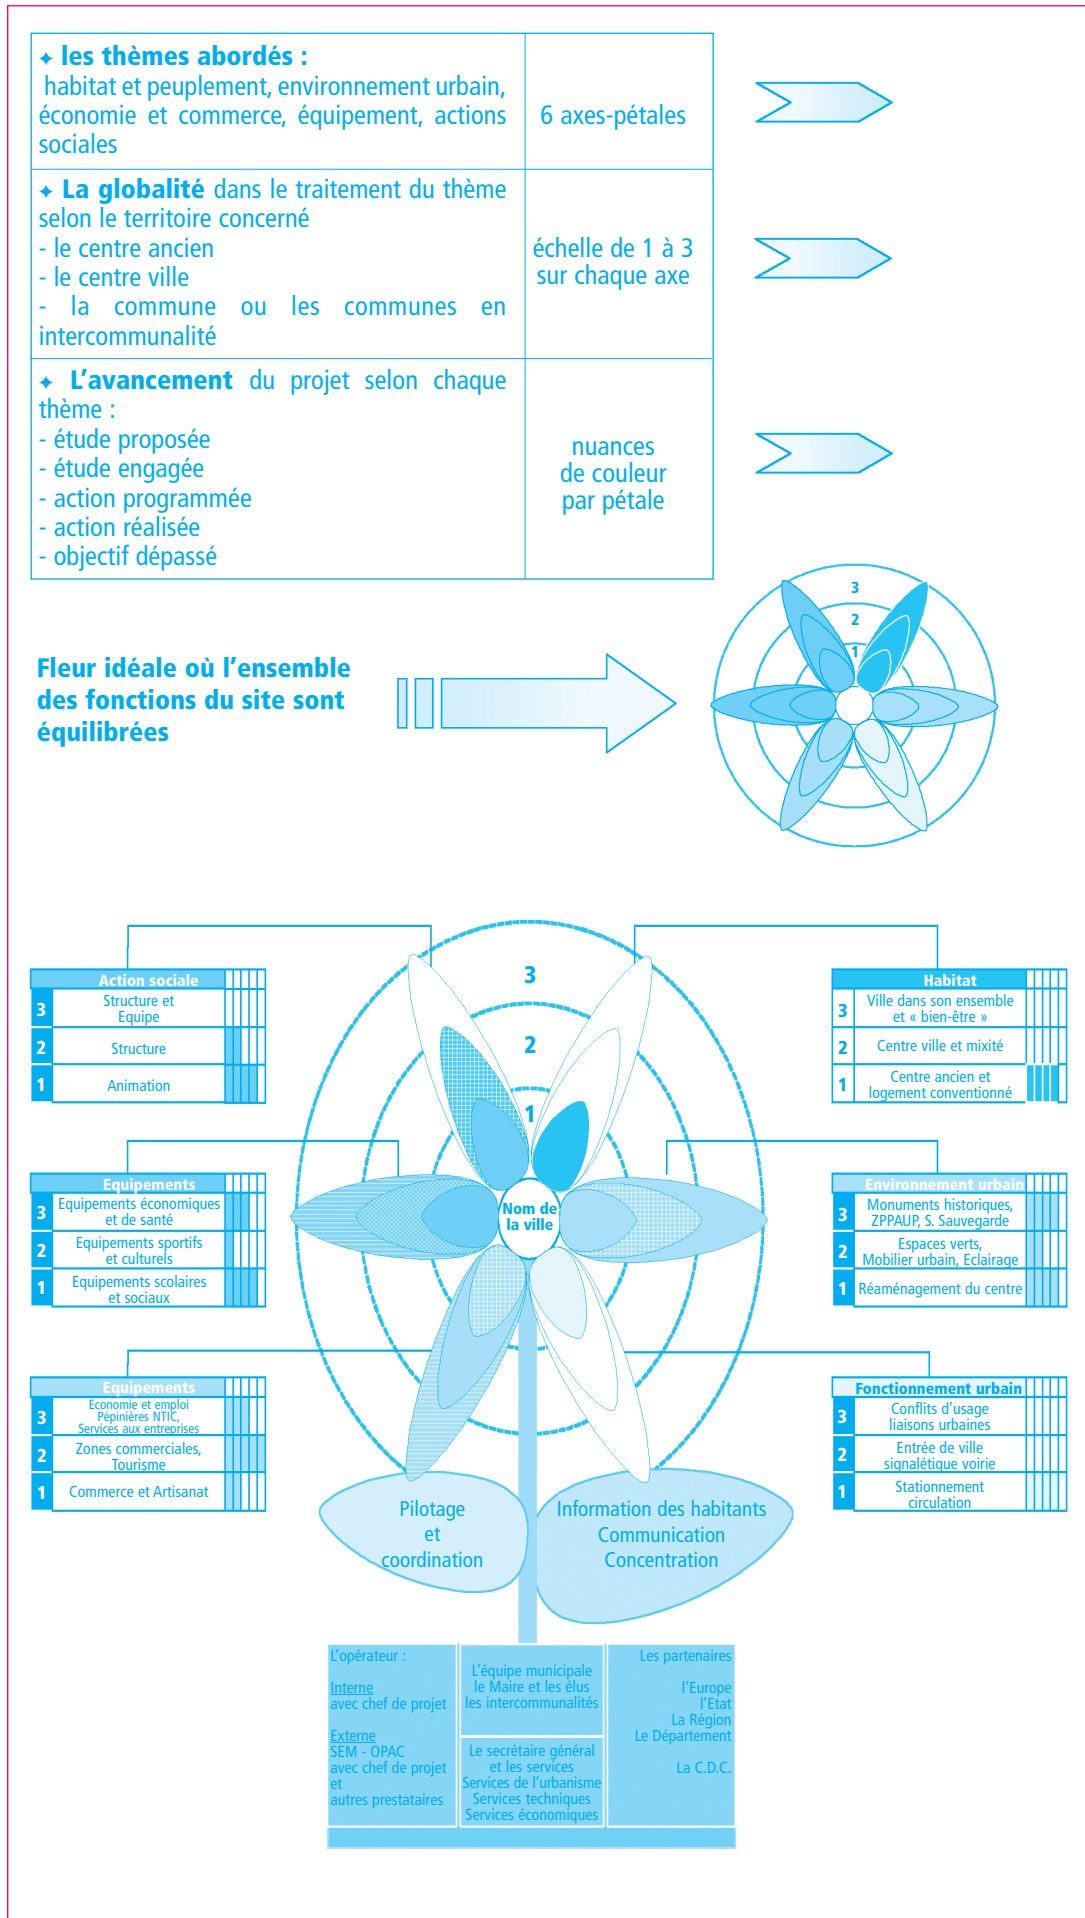 ✦ les thèmes abordés :
habitat et peuplement, environnement urbain,
économie et commerce, équipement, actions
sociales
6 axes-pétales
✦ La globalité dans le traitement du thème
selon le territoire concerné
- le centre ancien
- le centre ville
- la commune ou les communes en
intercommunalité
échelle de 1 à 3
sur chaque axe
✦ L'avancement du projet selon chaque
thème :
- étude proposée
- étude engagée
- action programmée
- action réalisée
- objectif dépassé
nuances
de couleur
par pétale
3
2
1
Fleur idéale où l'ensemble
des fonctions du site sont
équilibrées
Action sociale
3 Structure et
Equipe
2 Structure
1 Animation
Equipements
3 Equipements économiques
et de santé
2 Equipements sportifs
et culturels
1 Equipements scolaires
et sociaux
Equipements
3 Economie et emploi
Pépinières NTIC,
Services aux entreprises
2 Zones commerciales,
Tourisme
1 Commerce et Artisanat
3
2
1
Nom de
la ville
Habitat
3 Ville dans son ensemble
et « bien-être »
2 Centre ville et mixité
1 Centre ancien et
logement conventionné
Environnement urbain
3 Monuments historiques,
ZPPAUP, S. Sauvegarde
2 Espaces verts,
Mobilier urbain, Eclairage
1 Réaménagement du centre
Fonctionnement urbain
3 Conflits d'usage
liaisons urbaines
2 Entrée de ville
signalétique voirie
1 Stationnement
circulation
Pilotage
et
coordination
Information des habitants
Communication
Concentration
L'opérateur :
Interne
avec chef de projet
Externe
SEM - OPAC
avec chef de projet
et
autres prestataires
L'équipe municipale
le Maire et les élus
les intercommunalités
Le secrétaire général
et les services
Services de l'urbanisme
Services techniques
Services économiques
Les partenaires
l'Europe
l'Etat
La Région
Le Département
La C.D.C.